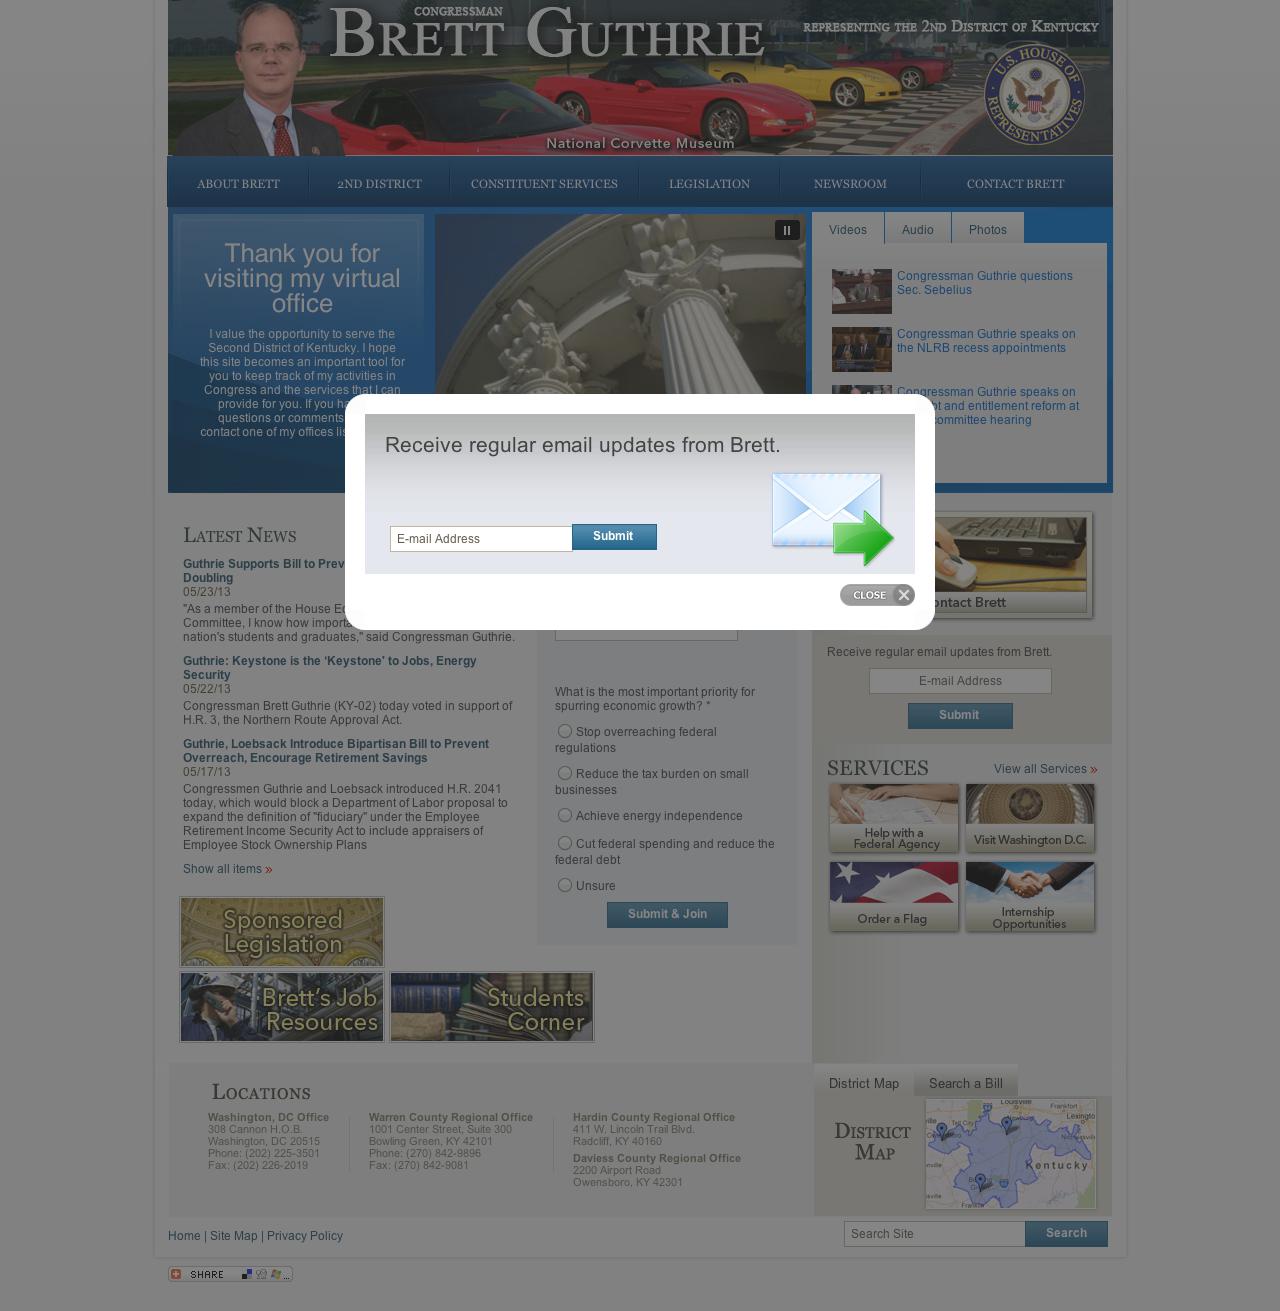 CONGRESSMAN
BRETT GUTHRIE
REPRESENTING THE 2ND DISTRICT OF KENTUCKY
U.S. HOUSE OF REPRESENTATIVES
National Corvette Museum
ABOUT BRETT
2ND DISTRICT
CONSTITUENT SERVICES
LEGISLATION
NEWSROOM
CONTACT BRETT
Thank you for
visiting my virtual
office
I value the opportunity to serve the
Second District of Kentucky. I hope
this site becomes an important tool for
you to keep track of my activities in
Congress and the services that I can
provide for you. If you
questions or comments
contact one of my offices
Videos
Audio
Photos
Congressman Guthrie questions
Sec. Sebelius
Congressman Guthrie speaks on
the NLRB recess appointments
Congressman Guthrie speaks on
and entitlement reform at
committee hearing
Receive regular email updates from Brett.
E-mail Address
Submit
CLOSE
LATEST NEWS
Guthrie Supports Bill to
Doubling
05/23/13
"As a member of the House
Committee, I know how
nation's students and graduates," said Congressman Guthrie.
Guthrie: Keystone is the ‘Keystone’ to Jobs, Energy
Security
05/22/13
Congressman Brett Guthrie (KY-02) today voted in support of
H.R. 3, the Northern Route Approval Act.
Guthrie, Loebsack Introduce Bipartisan Bill to Prevent
Overreach, Encourage Retirement Savings
05/17/13
Congressmen Guthrie and Loebsack introduced H.R. 2041
today, which would block a Department of Labor proposal to
expand the definition of "fiduciary" under the Employee
Retirement Income Security Act to include appraisers of
Employee Stock Ownership Plans
Show all items »
What is the most important priority for
spurring economic growth? *
Stop overreaching federal
regulations
Reduce the tax burden on small
businesses
Achieve energy independence
Cut federal spending and reduce the
federal debt
Unsure
Submit & Join
Brett
Receive regular email updates from Brett.
E-mail Address
Submit
SERVICES
View all Services »
Help with a
Federal Agency
Visit Washington D.C.
Order a Flag
Internship
Opportunities
Sponsored
Legislation
Brett's Job
Resources
Students
Corner
LOCATIONS
Washington, DC Office
308 Cannon H.O.B.
Washington, DC 20515
Phone: (202) 225-3501
Fax: (202) 226-2019
Warren County Regional Office
1001 Center Street, Suite 300
Bowling Green, KY 42101
Phone: (270) 842-9896
Fax: (270) 842-9081
Hardin County Regional Office
411 W. Lincoln Trail Blvd.
Radcliff, KY 40160
Daviess County Regional Office
2200 Airport Road
Owensboro, KY 42301
District Map
Search a Bill
DISTRICT
MAP
Louisville
Frankfort
Kentucky
Home | Site Map | Privacy Policy
Search Site
Search
SHARE